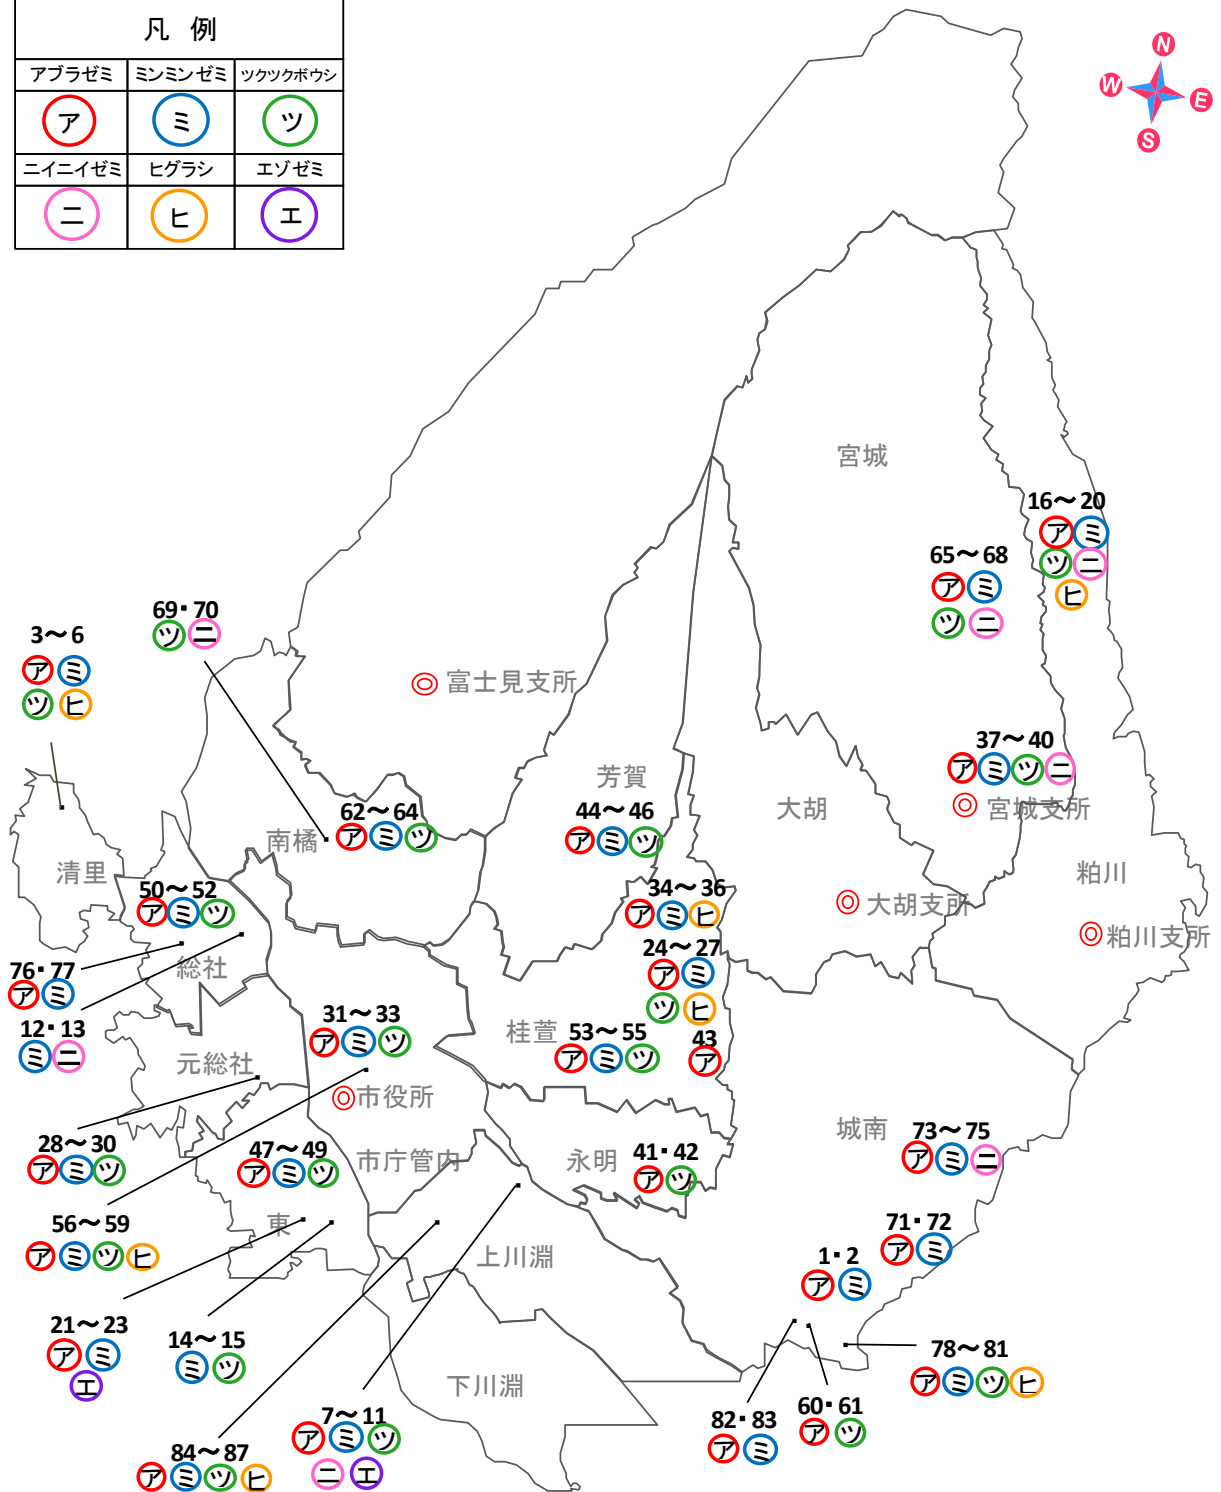 凡 例
アブラゼミ ミンミンゼミ ツクツクボウシ
ア ミ ツ
ニイニイゼミ ヒグラシ エゾゼミ
ニ ヒ エ
N
W E
S
宮城
16～20
ア ミ
ツ ニ
ヒ
65～68
ア ミ
ツ ニ
69・70
ツ ニ
3～6
ア ミ
ツ ヒ
富士見支所
37～40
ア ミ ツ ニ
宮城支所
芳賀
44～46
ア ミ ツ
大胡
62～64
南橘 ア ミ ツ
清里
粕川
50～52
ア ミ ツ
34～36
ア ミ ヒ
大胡支所
粕川支所
24～27
ア ミ
ツ ヒ
総社
76・77
ア ミ
12・13
ミ ニ
31～33
ア ミ ツ
桂萱
53～55
ア ミ ツ
43
ア
元総社
市役所
28～30
ア ミ ツ
47～49
ア ミ ツ
市庁管内
永明
41・42
ア ツ
城南
73～75
ア ミ ニ
56～59
ア ミ ツ ヒ
東
上川淵
71・72
ア ミ
1・2
ア ミ
21～23
ア ミ
エ
14～15
ミ ツ
78～81
ア ミ ツ ヒ
下川淵
7～11
ア ミ ツ
ニ エ
82・83
ア ミ
60・61
ア ツ
84～87
ア ミ ツ ヒ